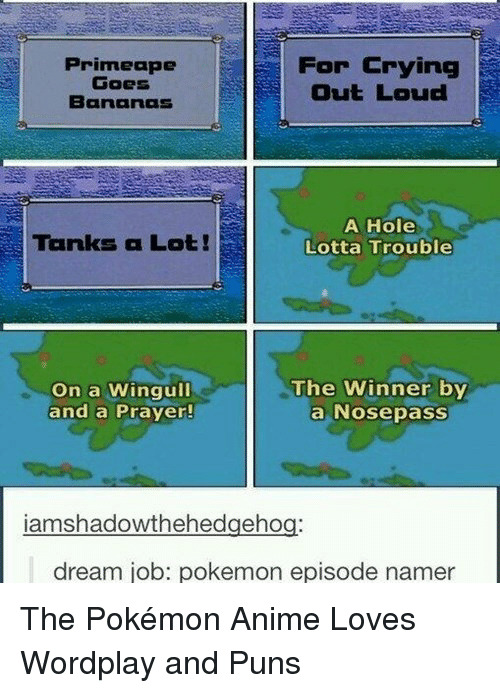 Primeape
Goes
Bananas
For Crying
Out Loud
Tanks a Lot!
A Hole
Lotta Trouble
On a Wingull
and a Prayer!
The Winner by
a Nosepass
iamshadowthehedgehog:
dream job: pokemon episode namer
The Pokémon Anime Loves
Wordplay and Puns